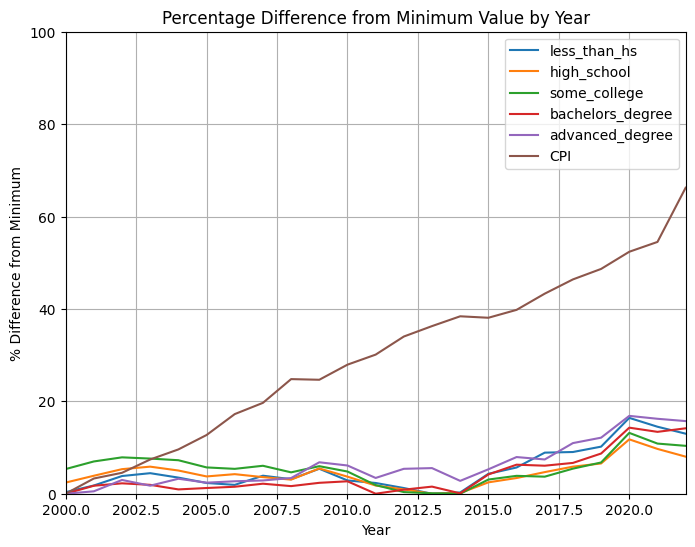 Percentage Difference from Minimum Value by Year
100
80
60
40
20
0
% Difference from Minimum
less_than_hs
high_school
some_college
bachelors_degree
advanced_degree
CPI
2000.0 2002.5 2005.0 2007.5 2010.0 2012.5 2015.0 2017.5 2020.0
Year